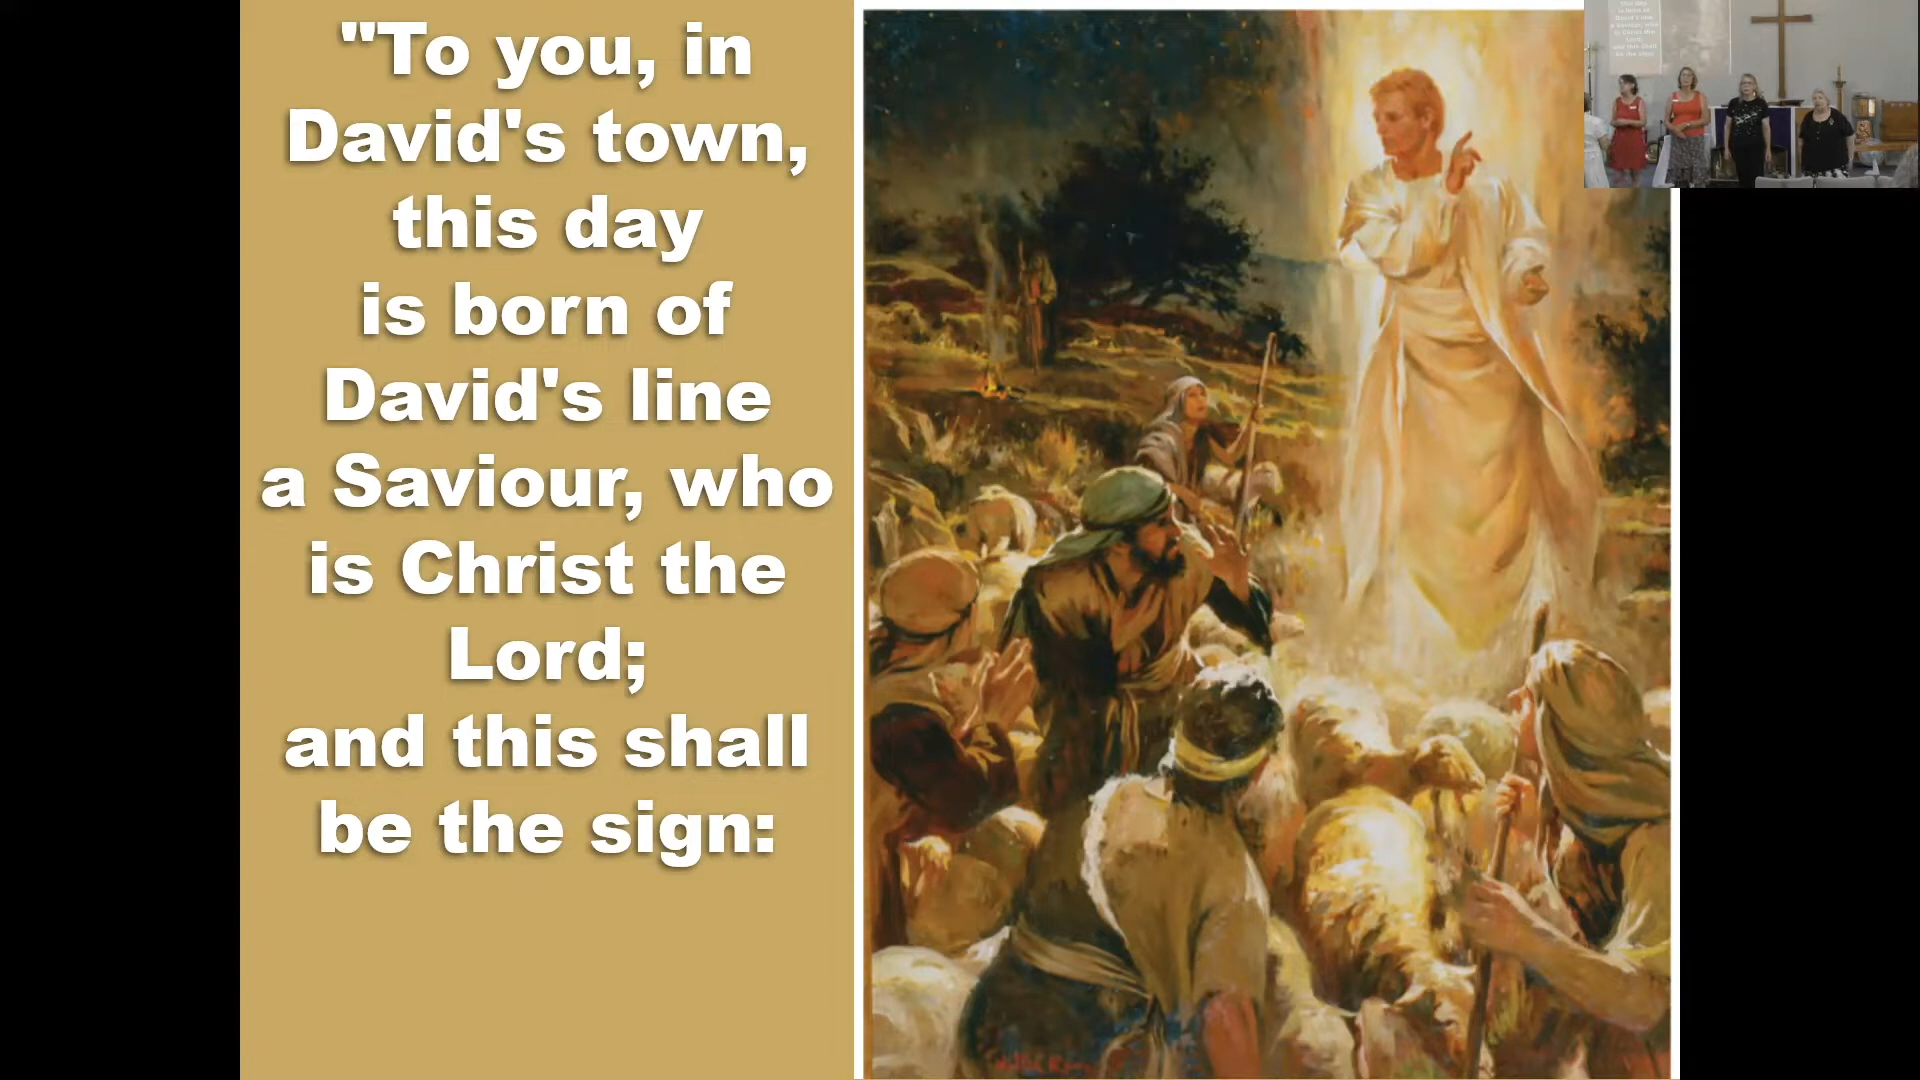 "To you, in
David's town,
this day
is born of
David's line
a Saviour, who
is Christ the
Lord;
and this shall
be the sign: